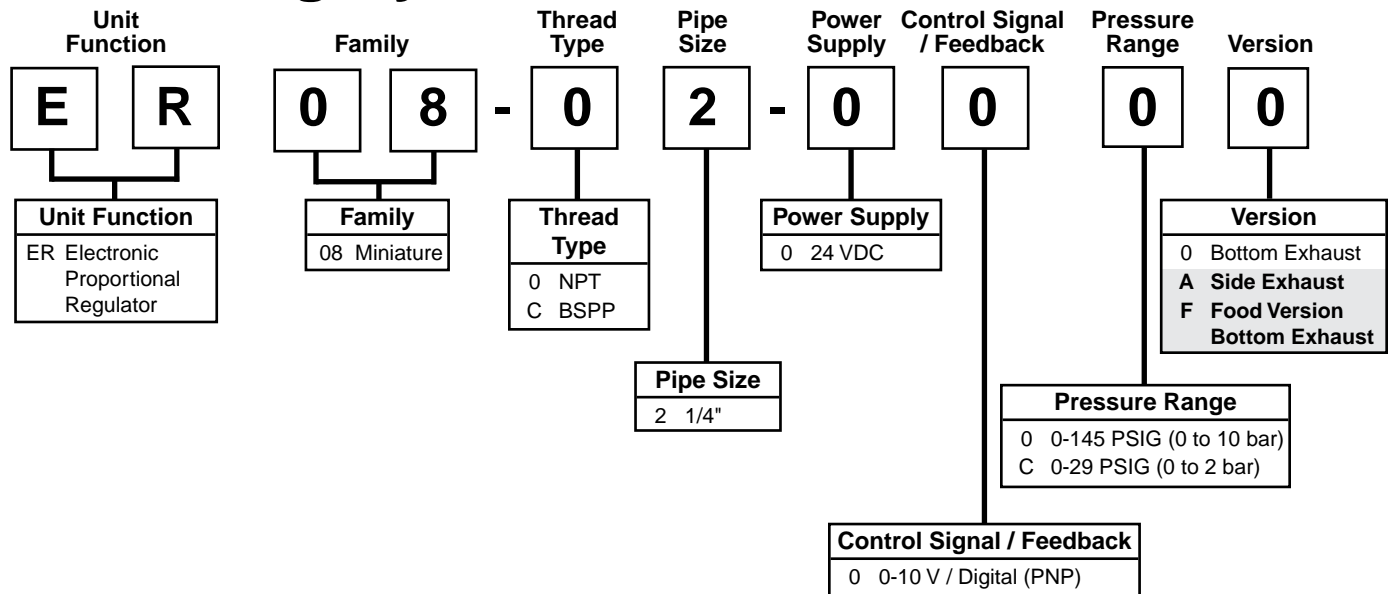 Unit
Function
Family
Thread
Type
Pipe
Size
Power
Supply
Control Signal
/ Feedback
Pressure
Range
Version
E R 0 8 - 0 2 - 0 0 0 0
Unit Function
ER Electronic
Proportional
Regulator
Family
08 Miniature
Thread
Type
0 NPT
C BSPP
Power Supply
0 24 VDC
Version
0 Bottom Exhaust
A Side Exhaust
F Food Version
Bottom Exhaust
Pipe Size
2 1/4"
Pressure Range
0 0-145 PSIG (0 to 10 bar)
C 0-29 PSIG (0 to 2 bar)
Control Signal / Feedback
0 0-10 V / Digital (PNP)